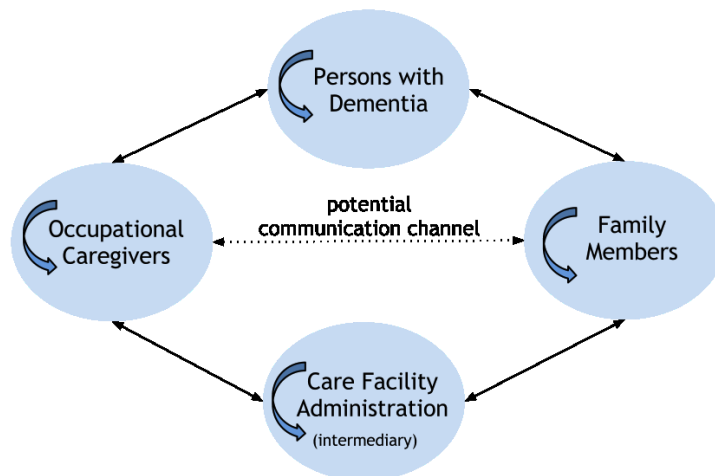 Persons with
Dementia
potential
communication channel
Occupational
Caregivers
Family
Members
Care Facility
Administration
(intermediary)